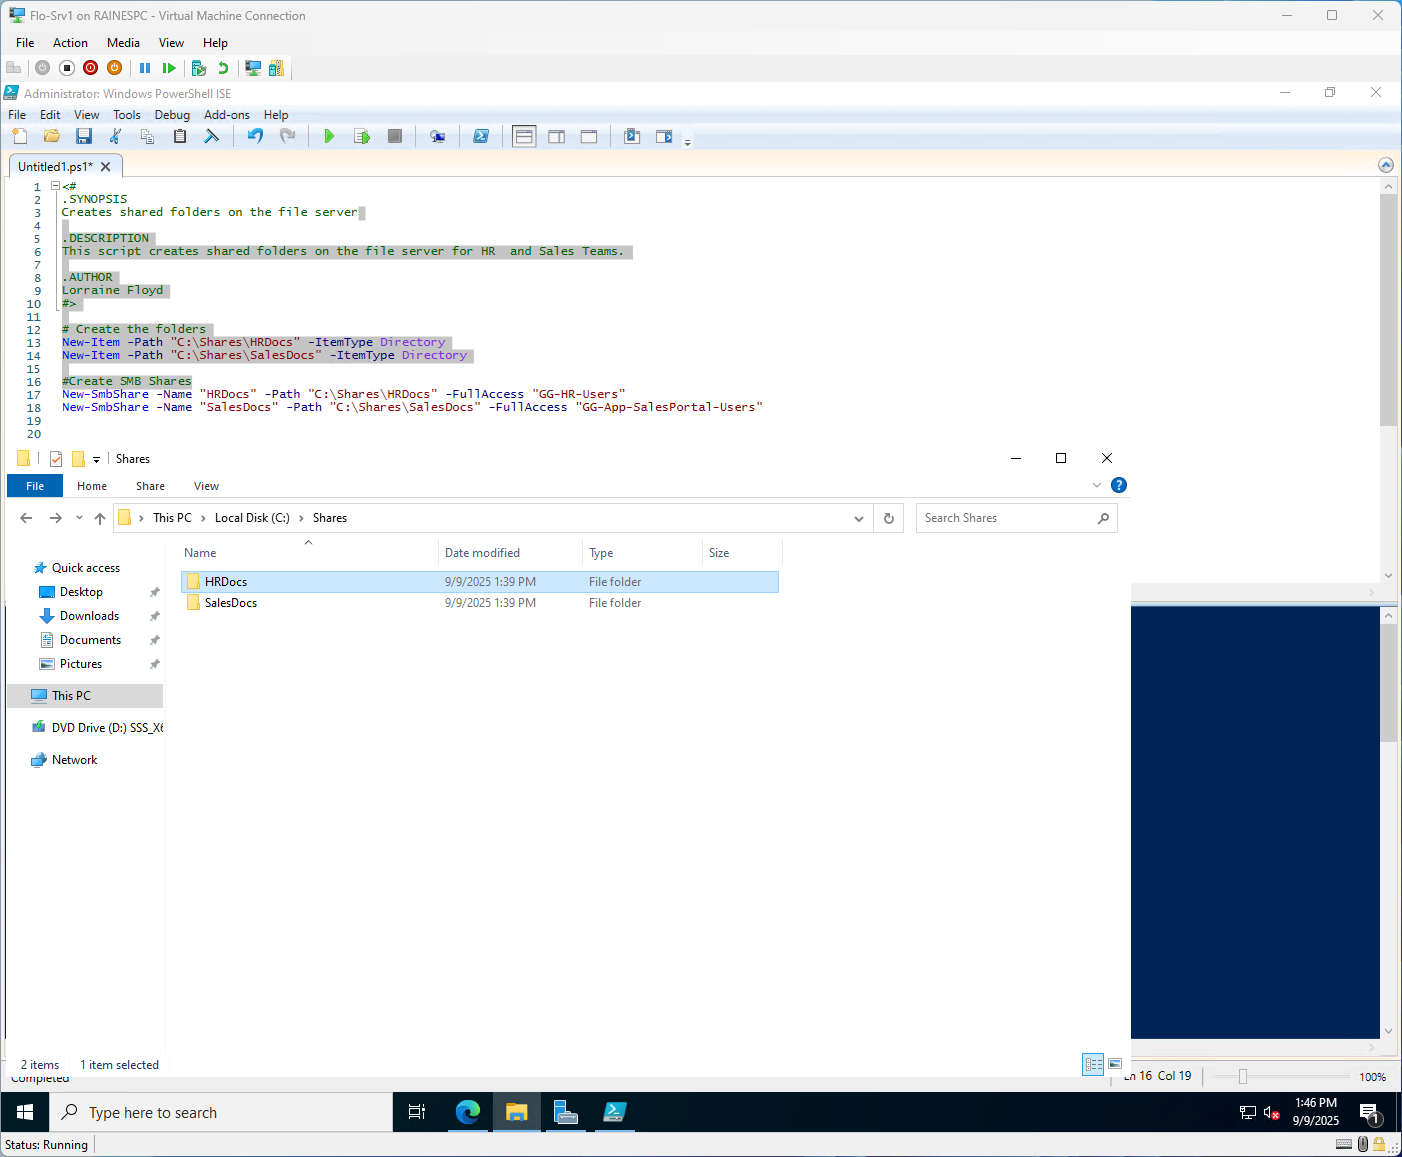 Flo-Srv1 on RAINESPC - Virtual Machine Connection
File Action Media View Help
Administrator: Windows PowerShell ISE
File Edit View Tools Debug Add-ons Help
Untitled1.ps1*
1 <#
2 .SYNOPSIS
3 Creates shared folders on the file server
4
5 .DESCRIPTION
6 This script creates shared folders on the file server for HR  and Sales Teams.
7
8 .AUTHOR
9 Lorraine Floyd
10 #>
11
12 # Create the folders
13 New-Item -Path "C:\Shares\HRDocs" -ItemType Directory
14 New-Item -Path "C:\Shares\SalesDocs" -ItemType Directory
15
16 #Create SMB Shares
17 New-SmbShare -Name "HRDocs" -Path "C:\Shares\HRDocs" -FullAccess "GG-HR-Users"
18 New-SmbShare -Name "SalesDocs" -Path "C:\Shares\SalesDocs" -FullAccess "GG-App-SalesPortal-Users"
19
20
Shares
File Home Share View
This PC > Local Disk (C:) > Shares
Search Shares
Name Date modified Type Size
HRDocs 9/9/2025 1:39 PM File folder
SalesDocs 9/9/2025 1:39 PM File folder
Quick access
Desktop
Downloads
Documents
Pictures
This PC
DVD Drive (D:) SSS_X6
Network
2 items 1 item selected
Completed
Ln 16 Col 19
100%
Type here to search
1:46 PM
9/9/2025
1
Status: Running